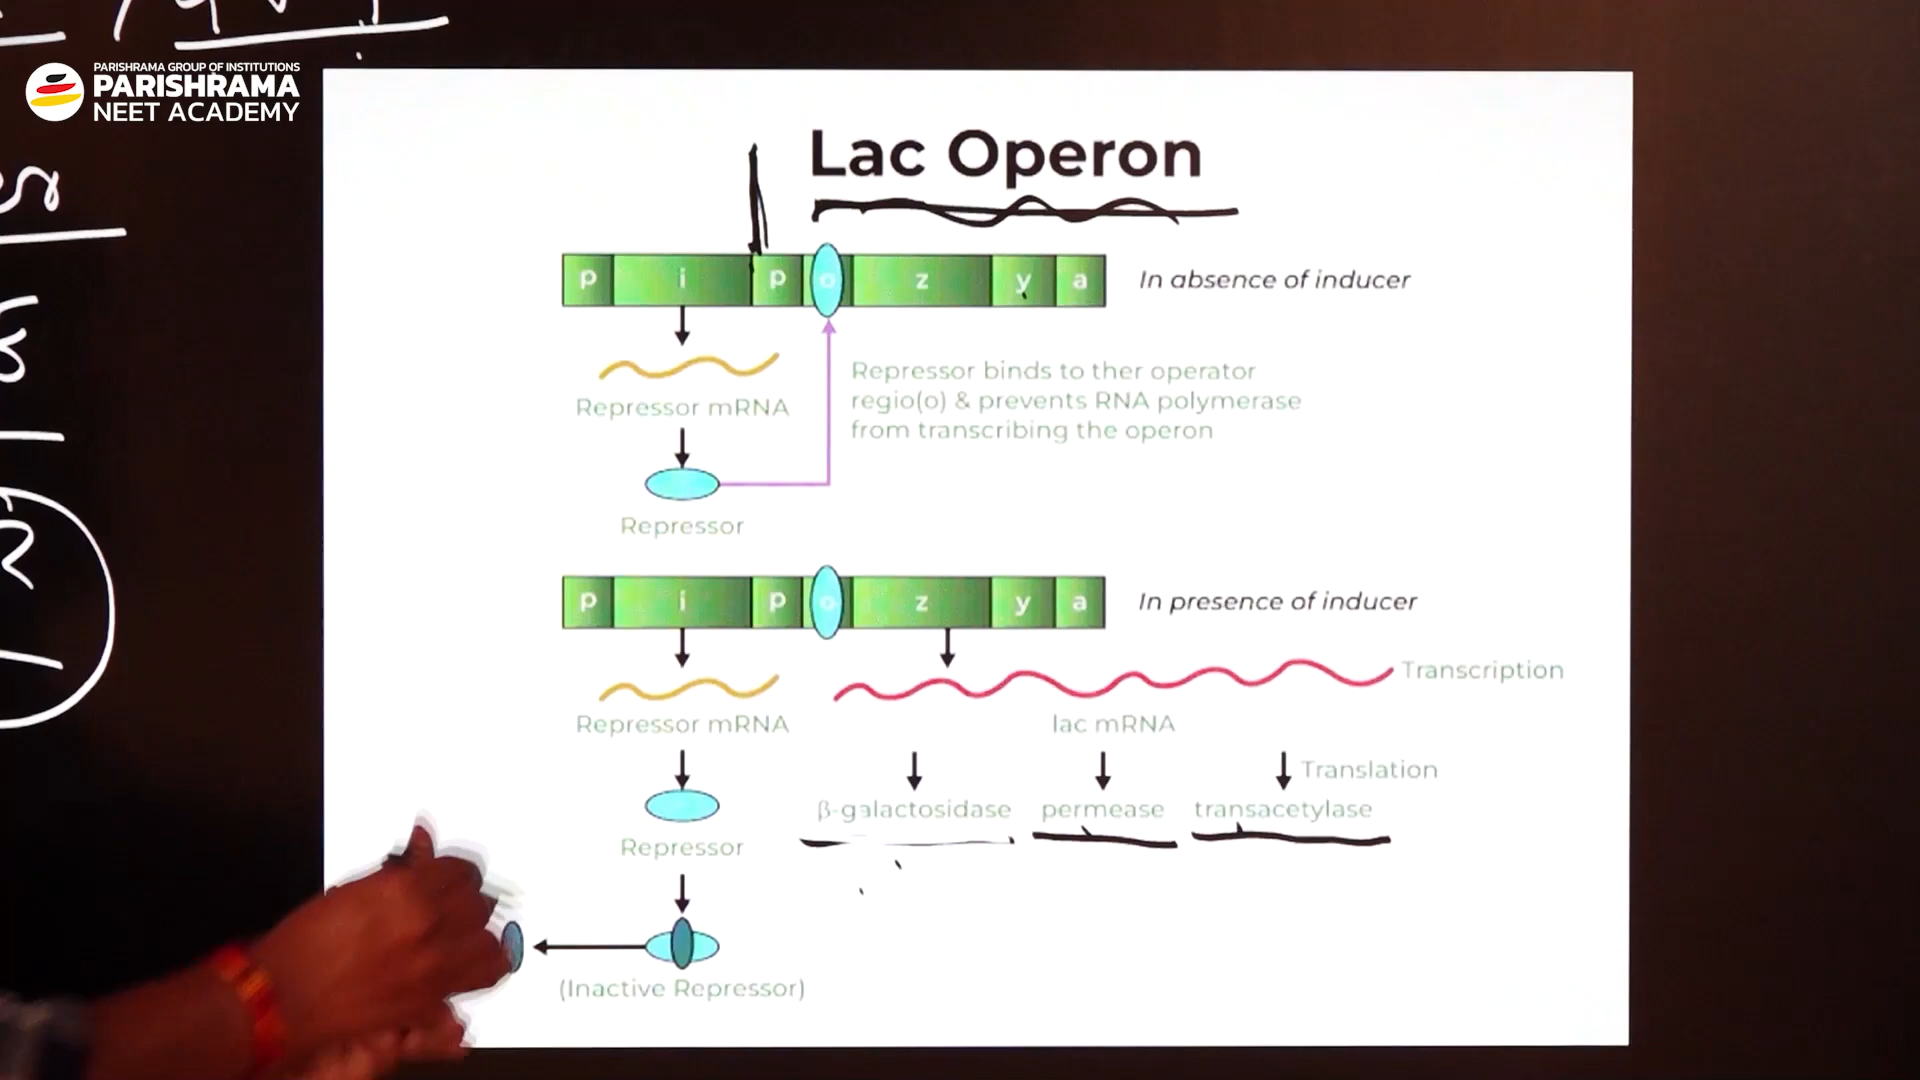 PARISHRAMA GROUP OF INSTITUTIONS
PARISHRAMA
NEET ACADEMY
Lac Operon
p i p o z y a In absence of inducer
Repressor binds to ther operator
regio(o) & prevents RNA polymerase
from transcribing the operon
Repressor mRNA
Repressor
p i p o z y a In presence of inducer
Transcription
Repressor mRNA lac mRNA
Translation
β-galactosidase permease transacetylase
Repressor
(Inactive Repressor)